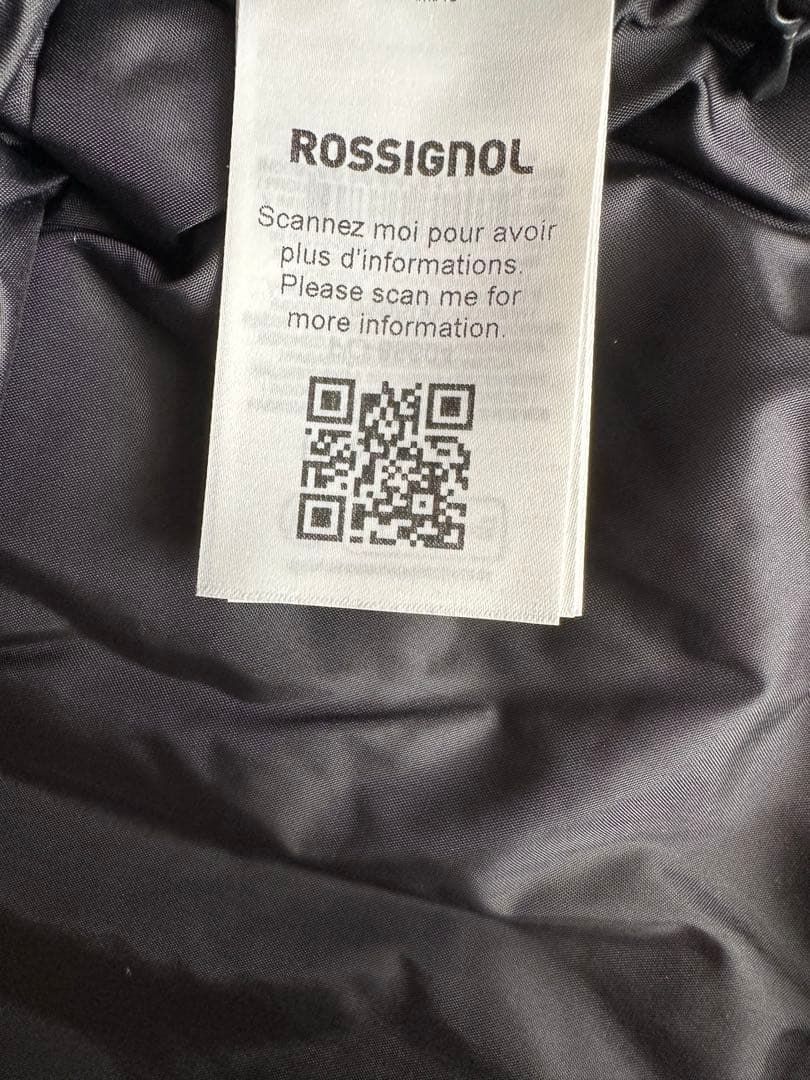 ROSSIGNOL
Scannez moi pour avoir
plus d'informations.
Please scan me for
more information.